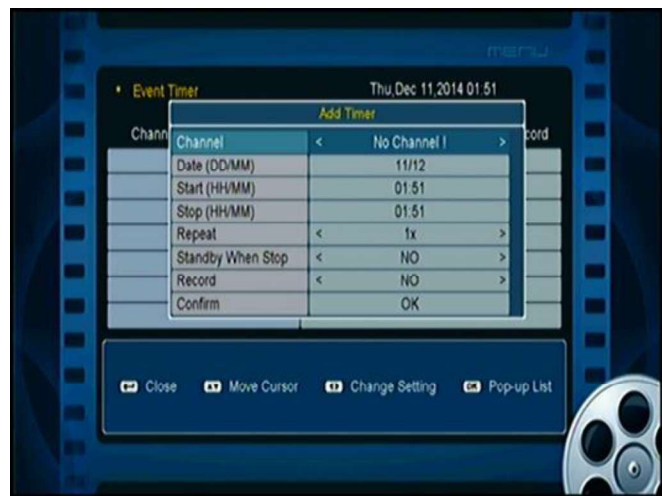 menu
* Event Timer Thu,Dec 11,2014 01:51
Add Timer
Chann cord
Channel < No Channel ! >
Date (DD/MM) 11/12
Start (HH/MM) 01:51
Stop (HH/MM) 01:51
Repeat < 1x >
Standby When Stop < NO >
Record < NO >
Confirm OK
Close Move Cursor Change Setting OK Pop-up List